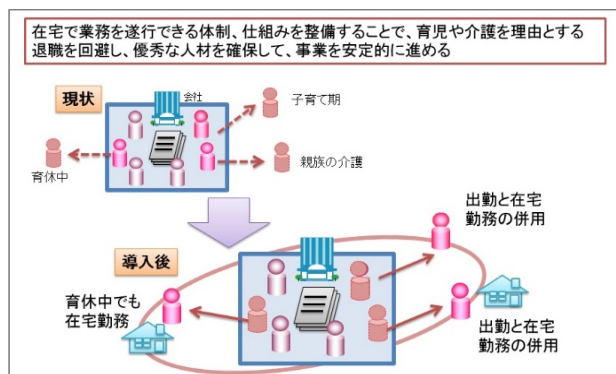 在宅で業務を遂行できる体制、仕組みを整備することで、育児や介護を理由とする
退職を回避し、優秀な人材を確保して、事業を安定的に進める
現状
会社
子育て期
育休中
親族の介護
出勤と在宅
勤務の併用
導入後
育休中でも
在宅勤務
出勤と在宅
勤務の併用